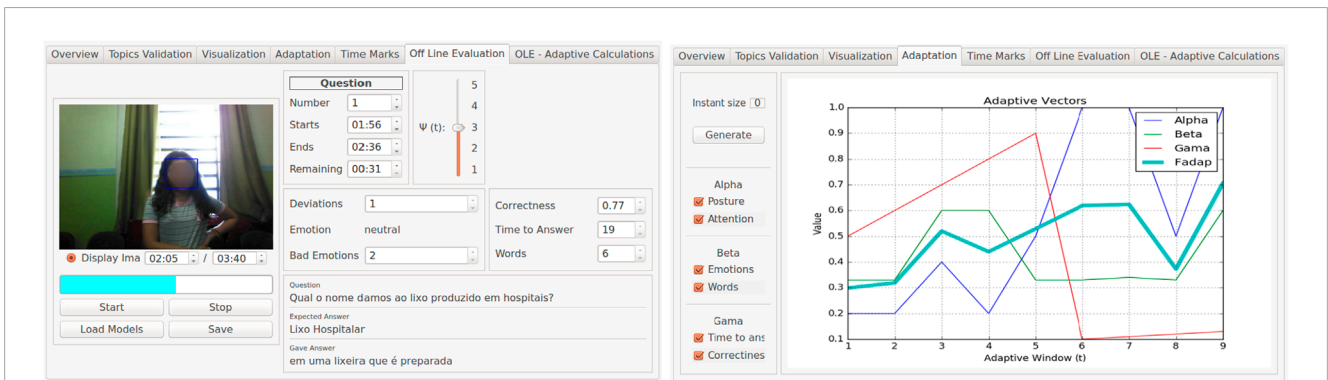 Overview Topics Validation Visualization Adaptation Time Marks Off Line Evaluation OLE - Adaptive Calculations
Question
Number 1
Starts 01:56
Ends 02:36
Remaining 00:31
Ψ (t):
5
4
3
2
1
Display Ima 02:05 / 03:40
Start Stop
Load Models Save
Deviations 1
Emotion neutral
Bad Emotions 2
Correctness 0.77
Time to Answer 19
Words 6
Question
Qual o nome damos ao lixo produzido em hospitais?
Expected Answer
Lixo Hospitalar
Gave Answer
em uma lixeira que é preparada
Overview Topics Validation Visualization Adaptation Time Marks Off Line Evaluation OLE - Adaptive Calculations
Instant size 0
Generate
Alpha
Posture
Attention
Beta
Emotions
Words
Gama
Time to ans
Correctines
Adaptive Vectors
Alpha
Beta
Gama
Fadap
Value
1.0
0.9
0.8
0.7
0.6
0.5
0.4
0.3
0.2
0.1
1 2 3 4 5 6 7 8 9
Adaptive Window (t)